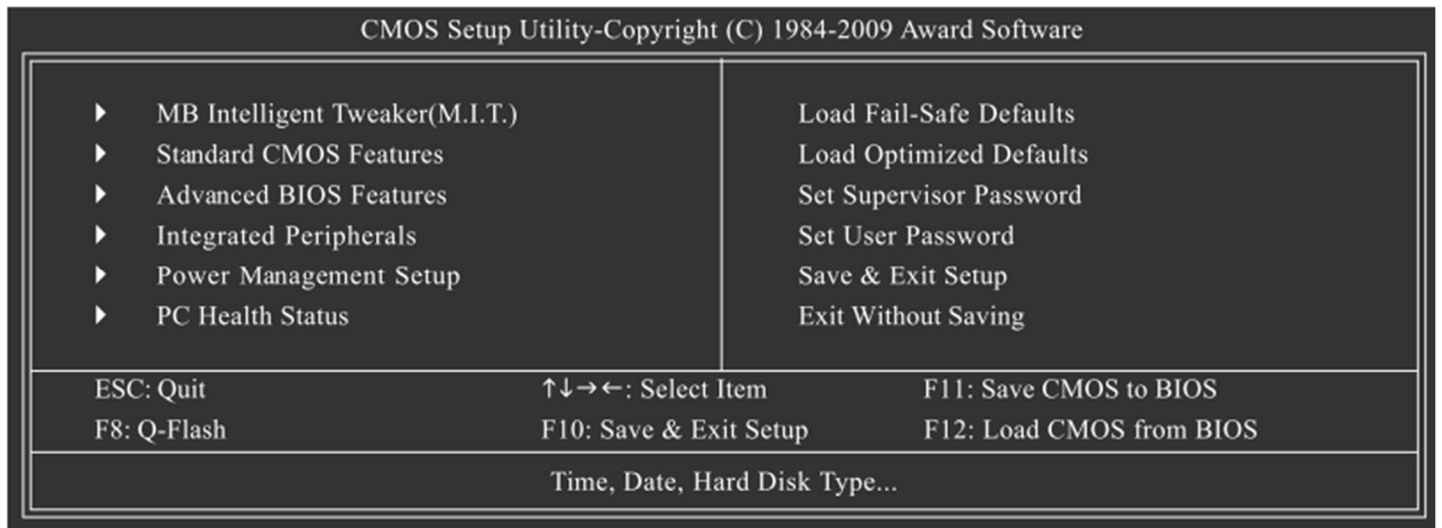 CMOS Setup Utility-Copyright (C) 1984-2009 Award Software
MB Intelligent Tweaker(M.I.T.)
Standard CMOS Features
Advanced BIOS Features
Integrated Peripherals
Power Management Setup
PC Health Status
Load Fail-Safe Defaults
Load Optimized Defaults
Set Supervisor Password
Set User Password
Save & Exit Setup
Exit Without Saving
ESC: Quit
↑↓→←: Select Item
F11: Save CMOS to BIOS
F8: Q-Flash
F10: Save & Exit Setup
F12: Load CMOS from BIOS
Time, Date, Hard Disk Type...